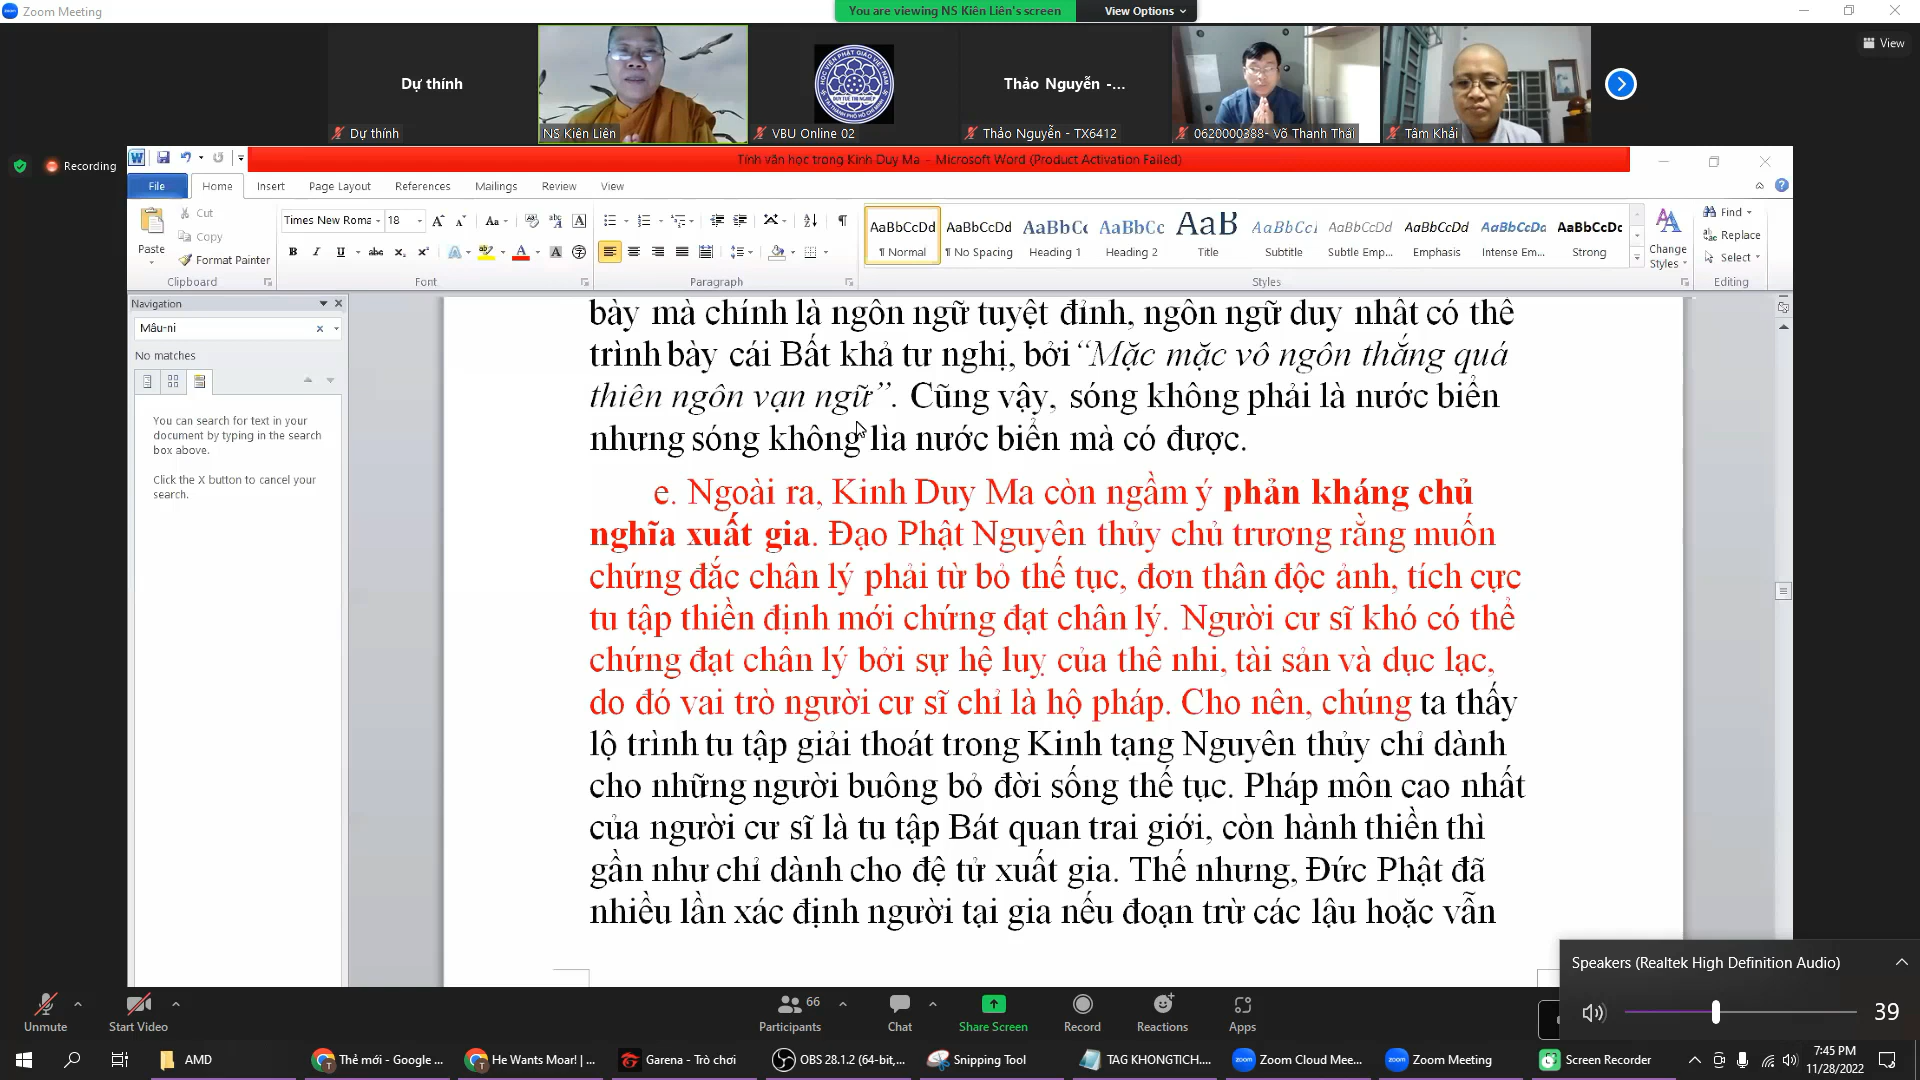 Zoom Meeting
You are viewing NS Kiên Liên's screen
View Options
View
Dự thính
Dự thính
NS Kiên Liên
HỌC VIỆN PHẬT GIÁO VIỆT NAM
DUY TUỆ THỊ NGHIỆP
VBU Online 02
Thảo Nguyễn -...
Thảo Nguyễn - TX6412
0620000388- Võ Thanh Thái
Tâm Khải
Recording
Tính văn học trong Kinh Duy Ma – Microsoft Word (Product Activation Failed)
File Home Insert Page Layout References Mailings Review View
Paste
Cut
Copy
Format Painter
Clipboard
Times New Roma 18
Font
Paragraph
AaBbCcDd AaBbCcDd AaBbCc AaBbCc AaB AaBbCcI AaBbCcDd AaBbCcDd AaBbCcDc AaBbCcDc
¶ Normal ¶ No Spacing Heading 1 Heading 2 Title Subtitle Subtle Emp... Emphasis Intense Em... Strong
Styles
Change Styles
Find
Replace
Select
Editing
Navigation
Mâu-ni
No matches
You can search for text in your
document by typing in the search
box above.
Click the X button to cancel your
search.
bày mà chính là ngôn ngữ tuyệt đỉnh, ngôn ngữ duy nhất có thể
trình bày cái Bất khả tư nghị, bởi “Mặc mặc vô ngôn thắng quá
thiên ngôn vạn ngữ”. Cũng vậy, sóng không phải là nước biển
nhưng sóng không lìa nước biển mà có được.
e. Ngoài ra, Kinh Duy Ma còn ngầm ý phản kháng chủ
nghĩa xuất gia. Đạo Phật Nguyên thủy chủ trương rằng muốn
chứng đắc chân lý phải từ bỏ thế tục, đơn thân độc ảnh, tích cực
tu tập thiền định mới chứng đạt chân lý. Người cư sĩ khó có thể
chứng đạt chân lý bởi sự hệ luỵ của thê nhi, tài sản và dục lạc,
do đó vai trò người cư sĩ chỉ là hộ pháp. Cho nên, chúng ta thấy
lộ trình tu tập giải thoát trong Kinh tạng Nguyên thủy chỉ dành
cho những người buông bỏ đời sống thế tục. Pháp môn cao nhất
của người cư sĩ là tu tập Bát quan trai giới, còn hành thiền thì
gần như chỉ dành cho đệ tử xuất gia. Thế nhưng, Đức Phật đã
nhiều lần xác định người tại gia nếu đoạn trừ các lậu hoặc vẫn
Speakers (Realtek High Definition Audio)
39
Unmute
Start Video
66
Participants
Chat
Share Screen
Record
Reactions
Apps
AMD
Thẻ mới - Google ...
He Wants Moar! | ...
Garena - Trò chơi
OBS 28.1.2 (64-bit,...
Snipping Tool
TAG KHONGTICH....
Zoom Cloud Mee...
Zoom Meeting
Screen Recorder
7:45 PM
11/28/2022